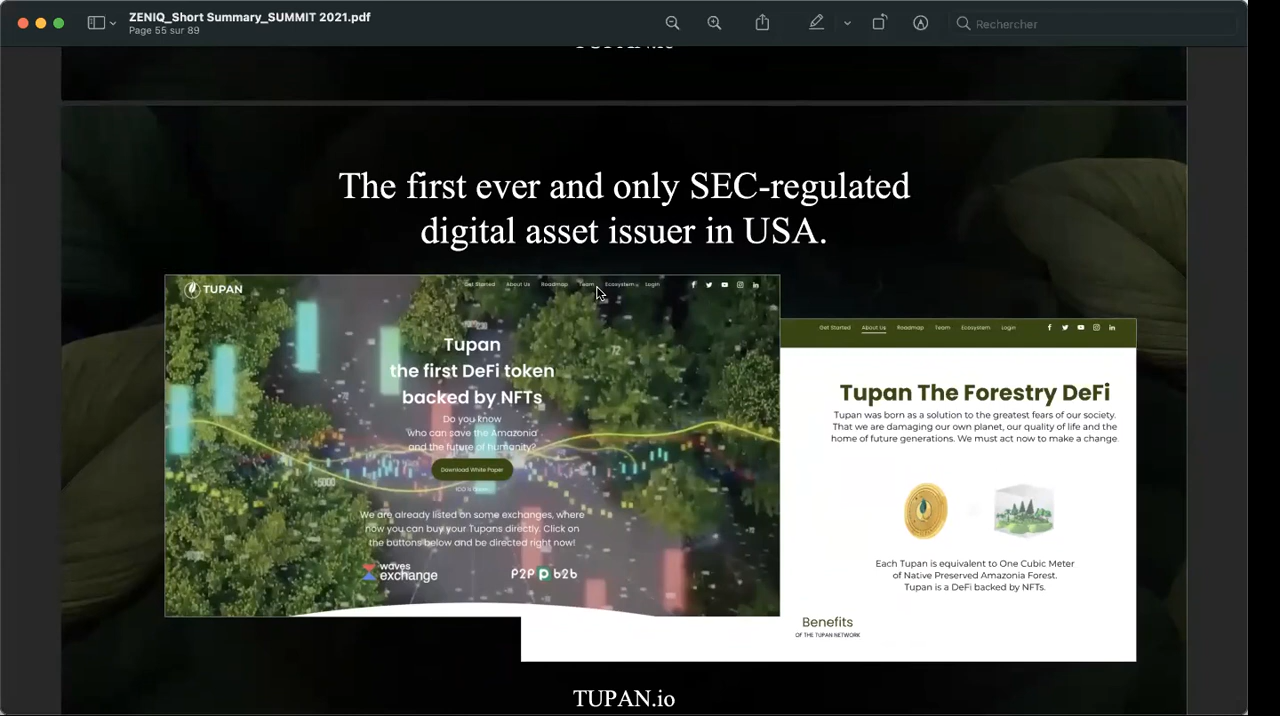 ZENIQ_Short Summary_SUMMIT 2021.pdf
Page 55 sur 89
Rechercher
The first ever and only SEC-regulated
digital asset issuer in USA.
TUPAN
Get Started About Us Roadmap Team Ecosystem Login
Tupan
the first DeFi token
backed by NFTs
Do you know
who can save the Amazonia
and the future of humanity?
Download White Paper
We are already listed on some exchanges, where
now you can buy your Tupans directly. Click on
the buttons below and be directed right now!
waves
exchange
P2P b2b
Get Started About Us Roadmap Team Ecosystem Login
Tupan The Forestry DeFi
Tupan was born as a solution to the greatest fears of our society.
That we are damaging our own planet, our quality of life and the
home of future generations. We must act now to make a change.
Each Tupan is equivalent to One Cubic Meter
of Native Preserved Amazonia Forest.
Tupan is a DeFi backed by NFTs.
Benefits
OF THE TUPAN NETWORK
TUPAN.io